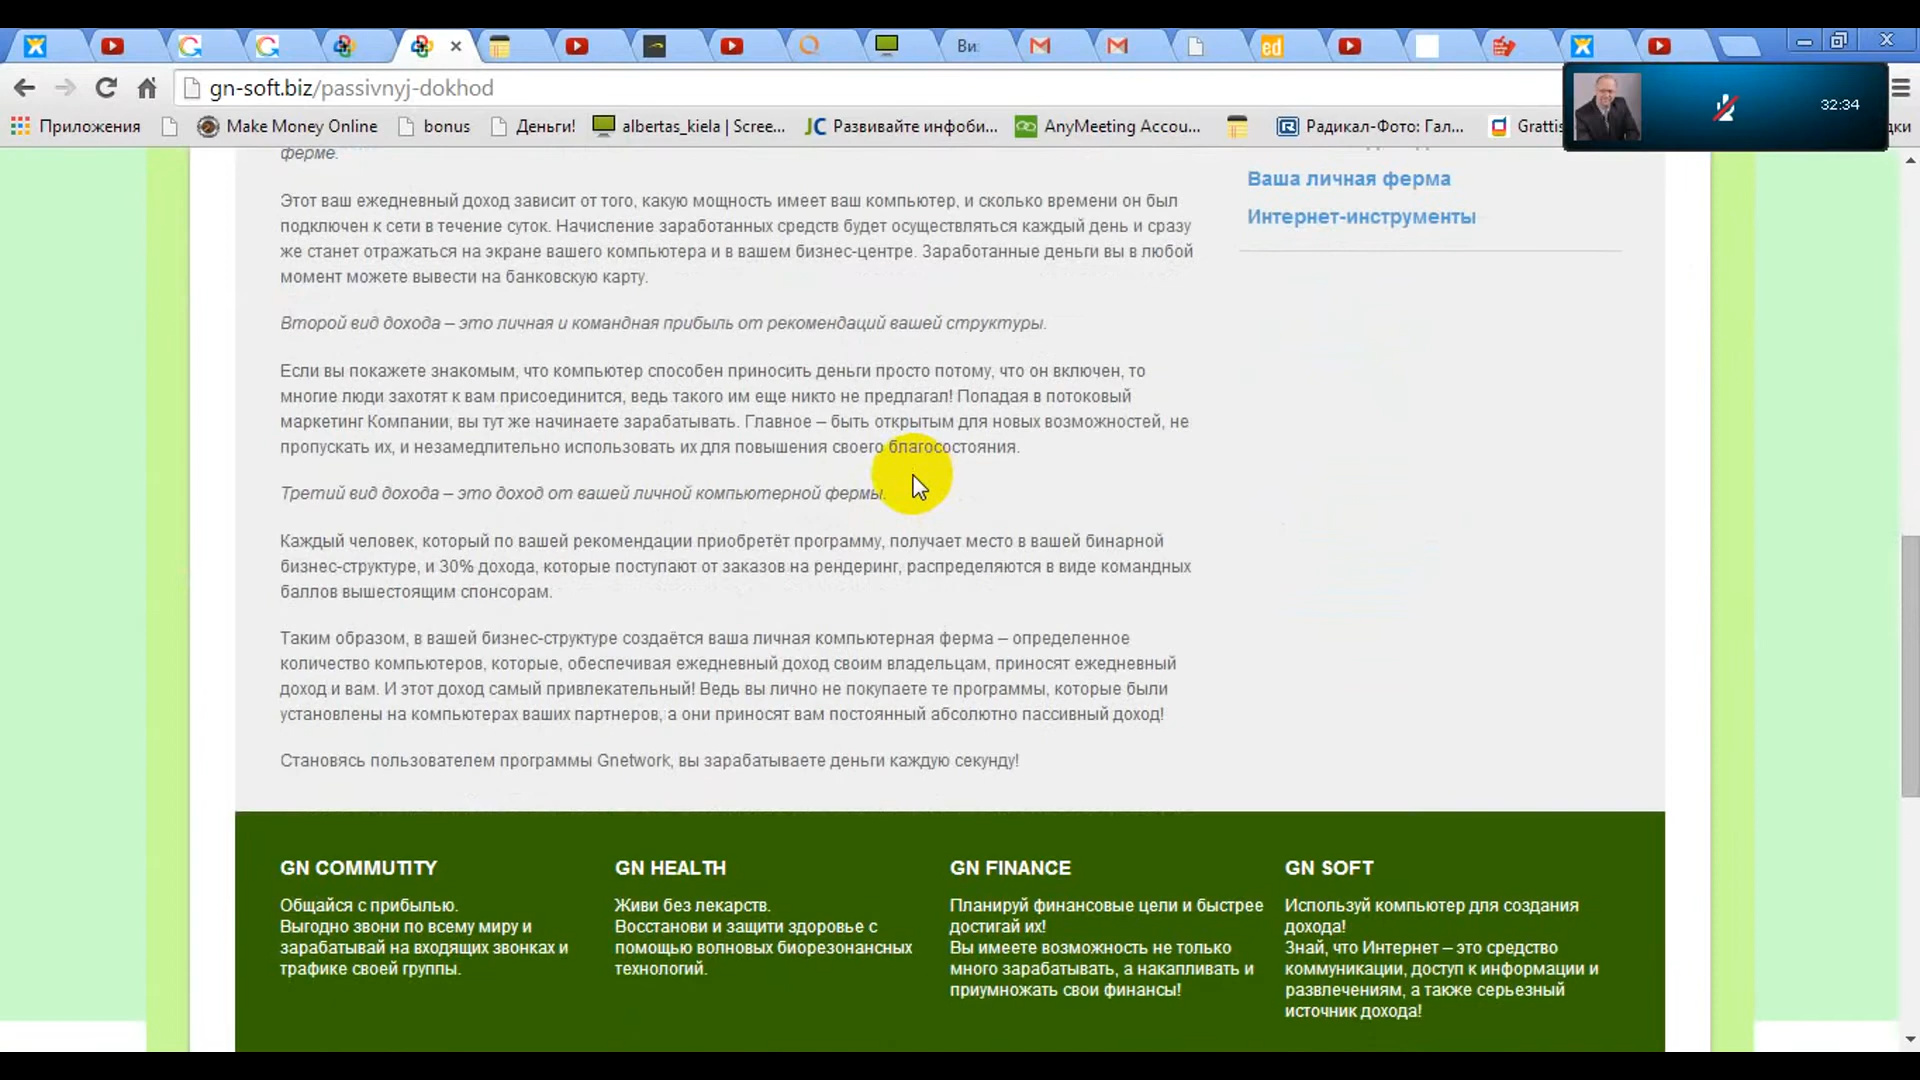 Ви
ed
gn-soft.biz/passivnyj-dokhod
32:34
Приложения
Make Money Online
bonus
Деньги!
albertas_kiela | Scree...
JC Развивайте инфоби...
AnyMeeting Accou...
Радикал-Фото: Гал...
Grattis
ферме.
Этот ваш ежедневный доход зависит от того, какую мощность имеет ваш компьютер, и сколько времени он был
подключен к сети в течение суток. Начисление заработанных средств будет осуществляться каждый день и сразу
же станет отражаться на экране вашего компьютера и в вашем бизнес-центре. Заработанные деньги вы в любой
момент можете вывести на банковскую карту.
Второй вид дохода – это личная и командная прибыль от рекомендаций вашей структуры.
Если вы покажете знакомым, что компьютер способен приносить деньги просто потому, что он включен, то
многие люди захотят к вам присоединится, ведь такого им еще никто не предлагал! Попадая в потоковый
маркетинг Компании, вы тут же начинаете зарабатывать. Главное – быть открытым для новых возможностей, не
пропускать их, и незамедлительно использовать их для повышения своего благосостояния.
Третий вид дохода – это доход от вашей личной компьютерной фермы.
Каждый человек, который по вашей рекомендации приобретёт программу, получает место в вашей бинарной
бизнес-структуре, и 30% дохода, которые поступают от заказов на рендеринг, распределяются в виде командных
баллов вышестоящим спонсорам.
Таким образом, в вашей бизнес-структуре создаётся ваша личная компьютерная ферма – определенное
количество компьютеров, которые, обеспечивая ежедневный доход своим владельцам, приносят ежедневный
доход и вам. И этот доход самый привлекательный! Ведь вы лично не покупаете те программы, которые были
установлены на компьютерах ваших партнеров, а они приносят вам постоянный абсолютно пассивный доход!
Становясь пользователем программы Gnetwork, вы зарабатываете деньги каждую секунду!
Ваша личная ферма
Интернет-инструменты
GN COMMUTITY
Общайся с прибылью.
Выгодно звони по всему миру и
зарабатывай на входящих звонках и
трафике своей группы.
GN HEALTH
Живи без лекарств.
Восстанови и защити здоровье с
помощью волновых биорезонансных
технологий.
GN FINANCE
Планируй финансовые цели и быстрее
достигай их!
Вы имеете возможность не только
много зарабатывать, а накапливать и
приумножать свои финансы!
GN SOFT
Используй компьютер для создания
дохода!
Знай, что Интернет – это средство
коммуникации, доступ к информации и
развлечениям, а также серьезный
источник дохода!